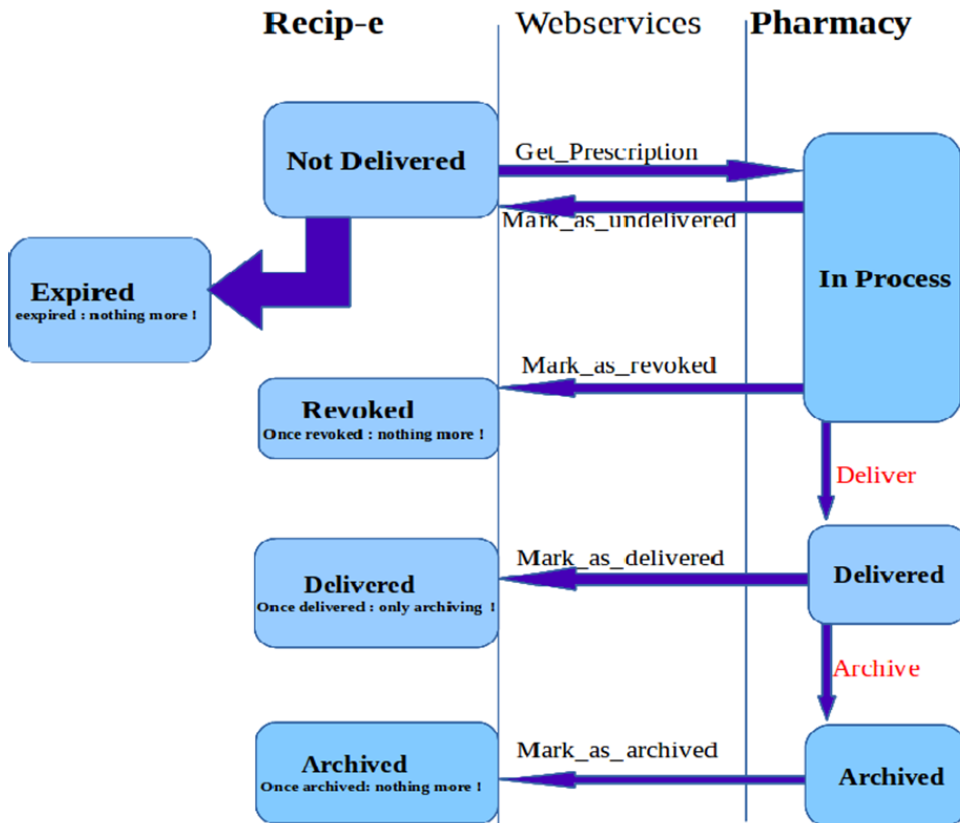 Recip-e Webservices Pharmacy
Not Delivered
Get_Prescription
Mark_as_undelivered
In Process
Expired
eexpired : nothing more !
Mark_as_revoked
Revoked
Once revoked : nothing more !
Deliver
Mark_as_delivered
Delivered
Once delivered : only archiving !
Delivered
Archive
Mark_as_archived
Archived
Once archived: nothing more !
Archived